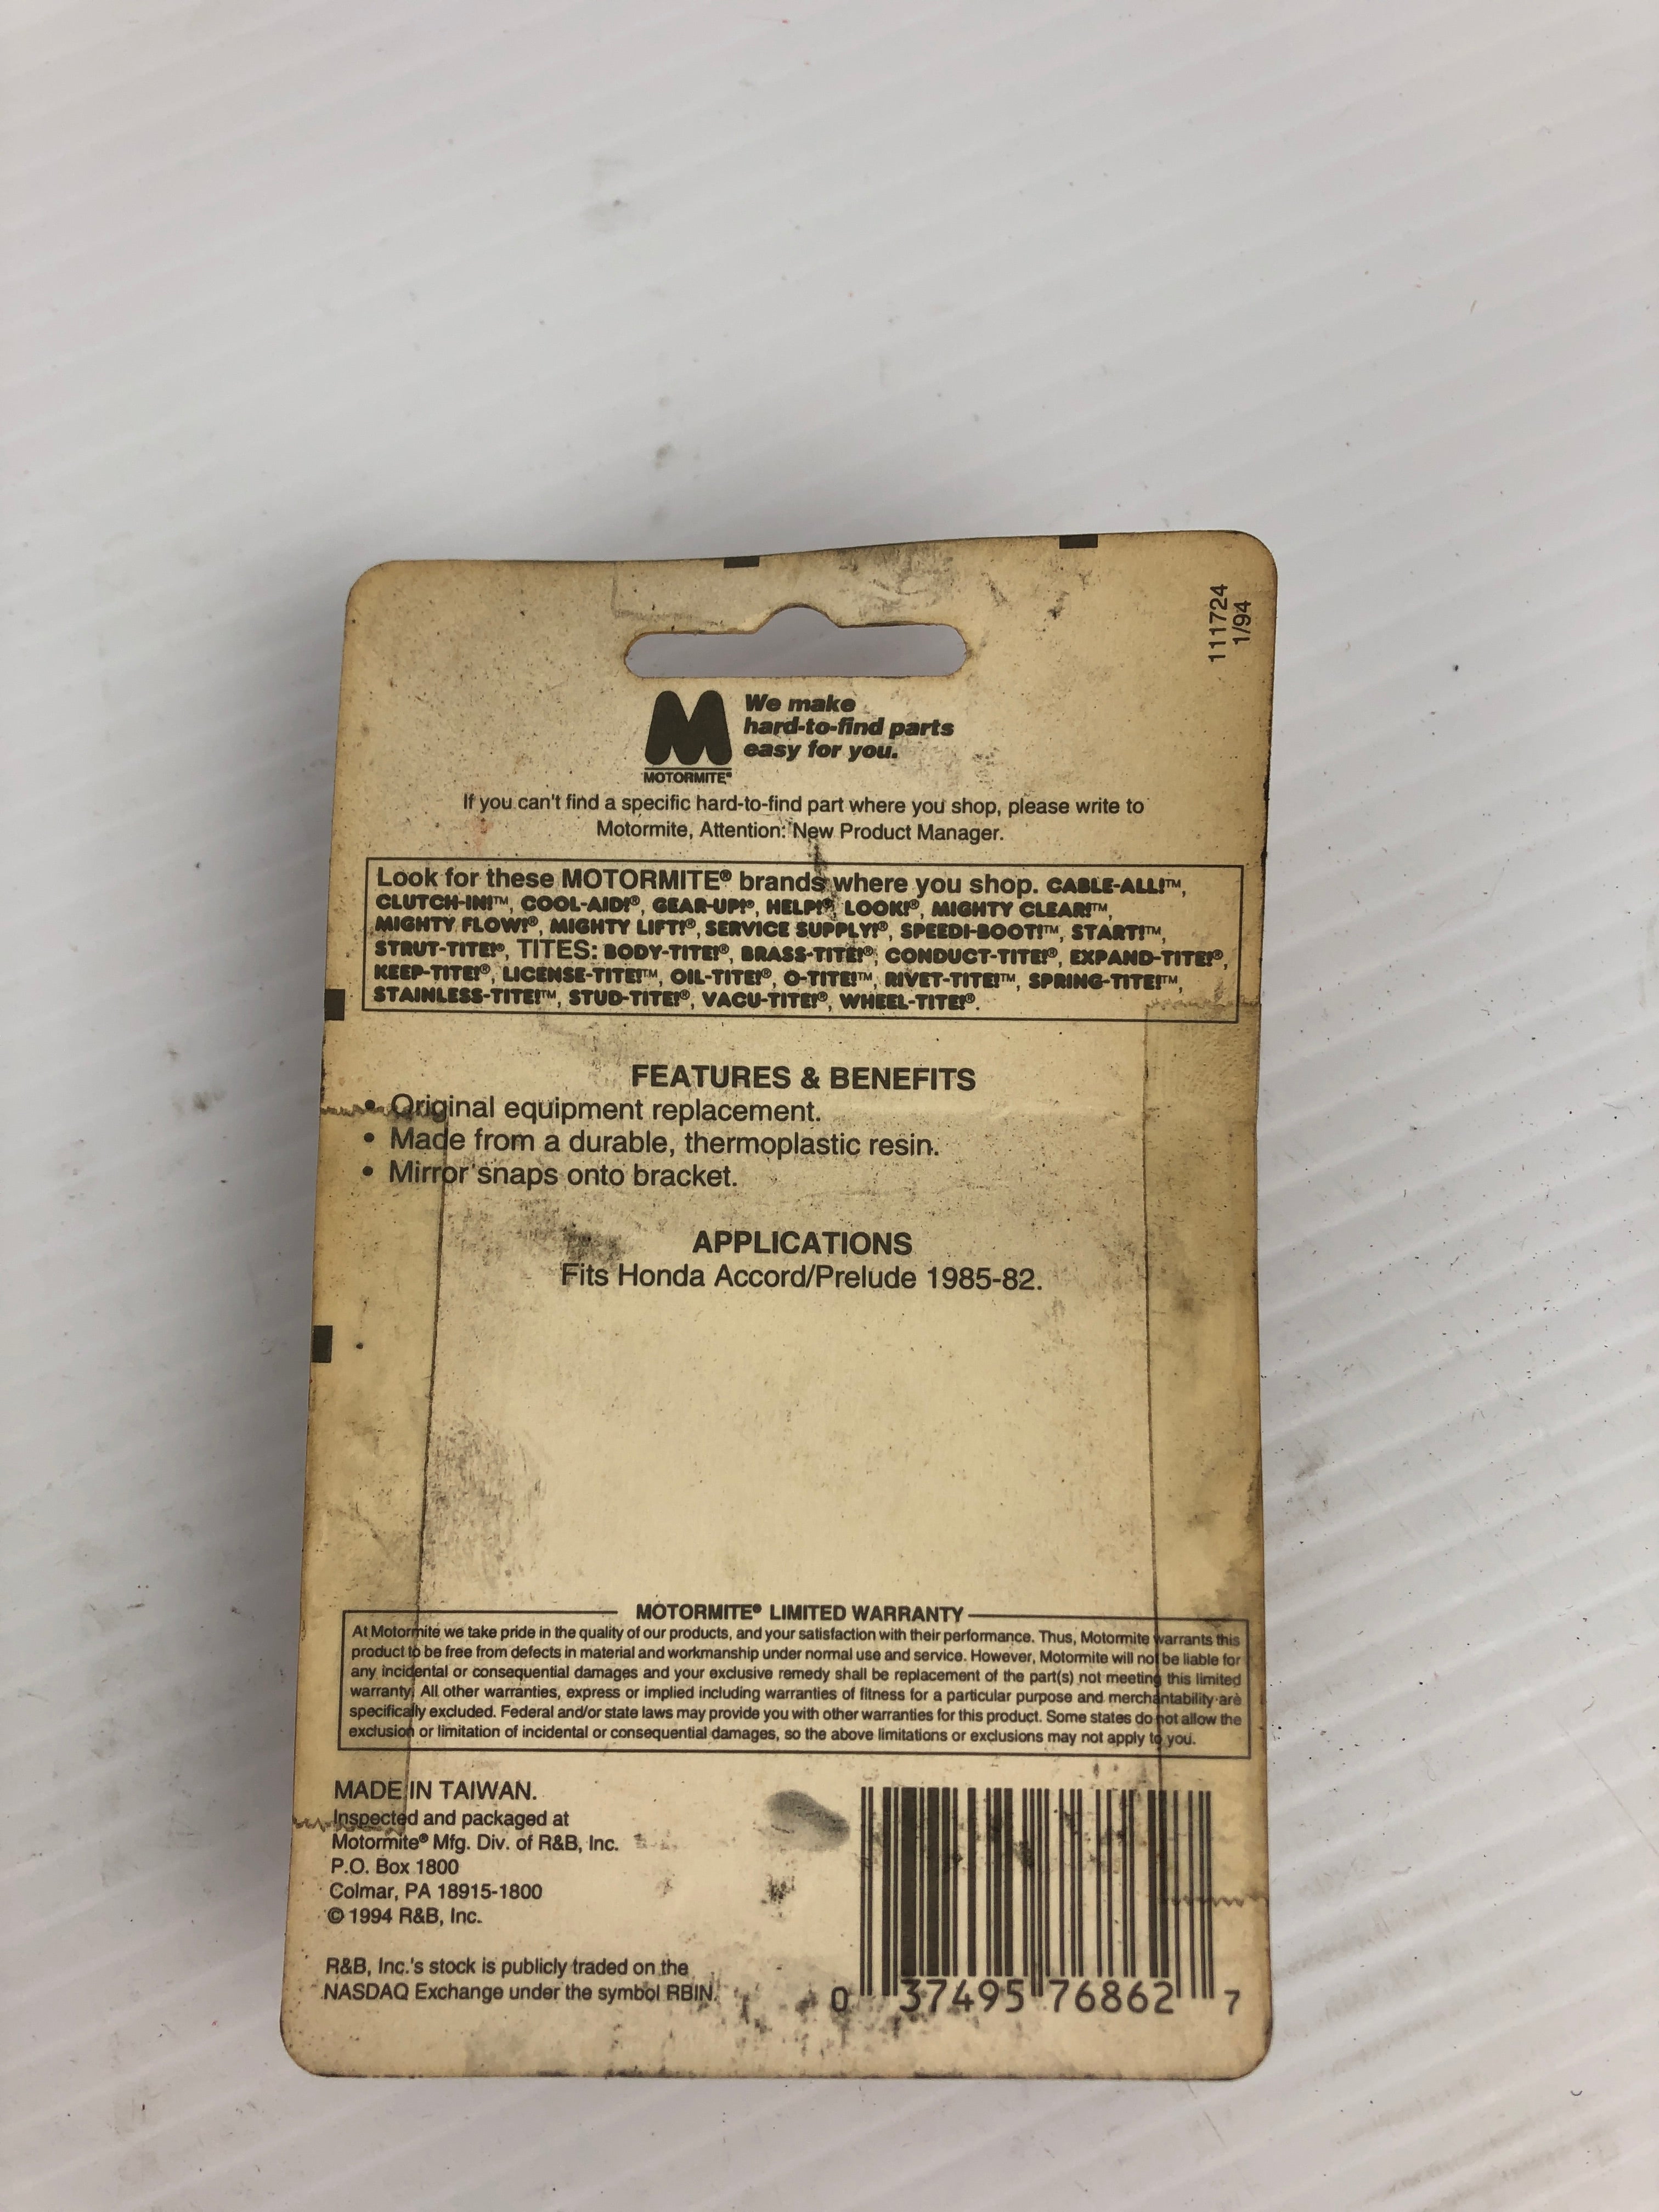 111724
1/94
We make
hard-to-find parts
easy for you.
MOTORMITE®
If you can't find a specific hard-to-find part where you shop, please write to
Motormite, Attention: New Product Manager.
Look for these MOTORMITE® brands where you shop. CABLE-ALL!™,
CLUTCH-IN!™, COOL-AID!®, GEAR-UP!®, HELP!®, LOOK!®, MIGHTY CLEAR!™,
MIGHTY FLOW!®, MIGHTY LIFT!®, SERVICE SUPPLY!®, SPEEDI-BOOT!™, START!™,
STRUT-TITE!®, TITES: BODY-TITE!®, BRASS-TITE!®, CONDUCT-TITE!®, EXPAND-TITE!®,
KEEP-TITE!®, LICENSE-TITE!™, OIL-TITE!®, O-TITE!™, RIVET-TITE!™, SPRING-TITE!™,
STAINLESS-TITE!™, STUD-TITE!®, VACU-TITE!®, WHEEL-TITE!®.
FEATURES & BENEFITS
• Original equipment replacement.
• Made from a durable, thermoplastic resin.
• Mirror snaps onto bracket.
APPLICATIONS
Fits Honda Accord/Prelude 1985-82.
MOTORMITE® LIMITED WARRANTY
At Motormite we take pride in the quality of our products, and your satisfaction with their performance. Thus, Motormite warrants this
product to be free from defects in material and workmanship under normal use and service. However, Motormite will not be liable for
any incidental or consequential damages and your exclusive remedy shall be replacement of the part(s) not meeting this limited
warranty. All other warranties, express or implied including warranties of fitness for a particular purpose and merchantability are
specifically excluded. Federal and/or state laws may provide you with other warranties for this product. Some states do not allow the
exclusion or limitation of incidental or consequential damages, so the above limitations or exclusions may not apply to you.
MADE IN TAIWAN.
Inspected and packaged at
Motormite® Mfg. Div. of R&B, Inc.
P.O. Box 1800
Colmar, PA 18915-1800
© 1994 R&B, Inc.
R&B, Inc.'s stock is publicly traded on the
NASDAQ Exchange under the symbol RBIN.
0 37495 76862 7